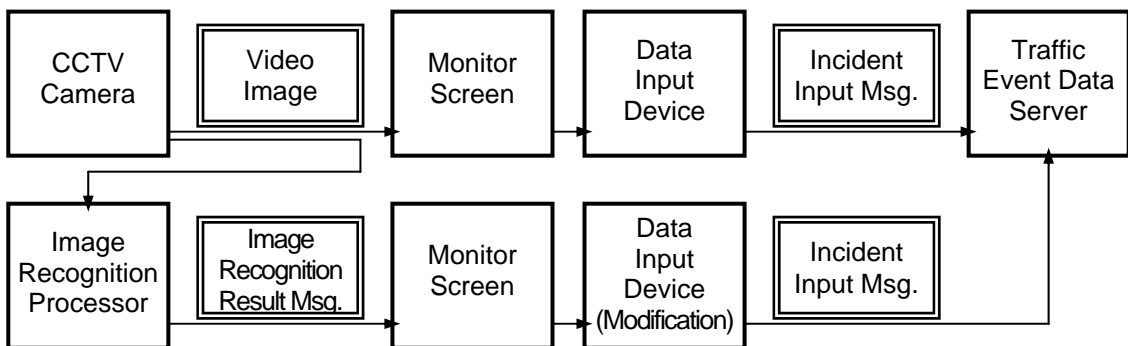 CCTV
Camera
Video
Image
Monitor
Screen
Data
Input
Device
Incident
Input Msg.
Traffic
Event Data
Server
Image
Recognition
Processor
Image
Recognition
Result Msg.
Monitor
Screen
Data
Input
Device
(Modification)
Incident
Input Msg.